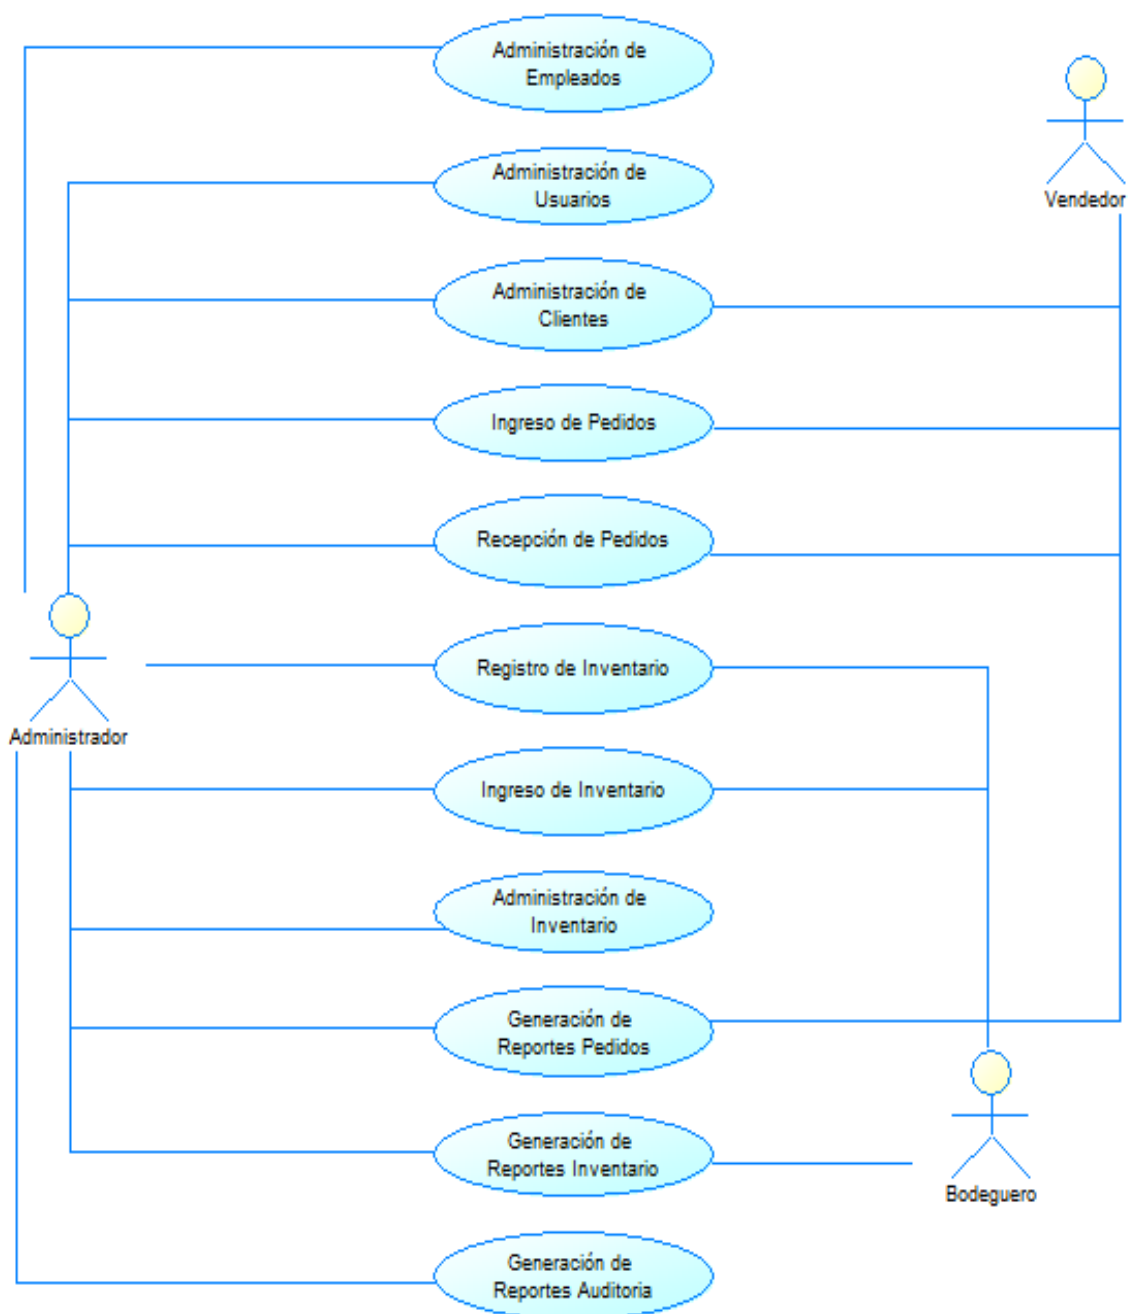 Administración de
Empleados
Vendedor
Administración de
Usuarios
Administración de
Clientes
Ingreso de Pedidos
Recepción de Pedidos
Administrador
Registro de Inventario
Ingreso de Inventario
Administración de
Inventario
Generación de
Reportes Pedidos
Bodeguero
Generación de
Reportes Inventario
Generación de
Reportes Auditoria